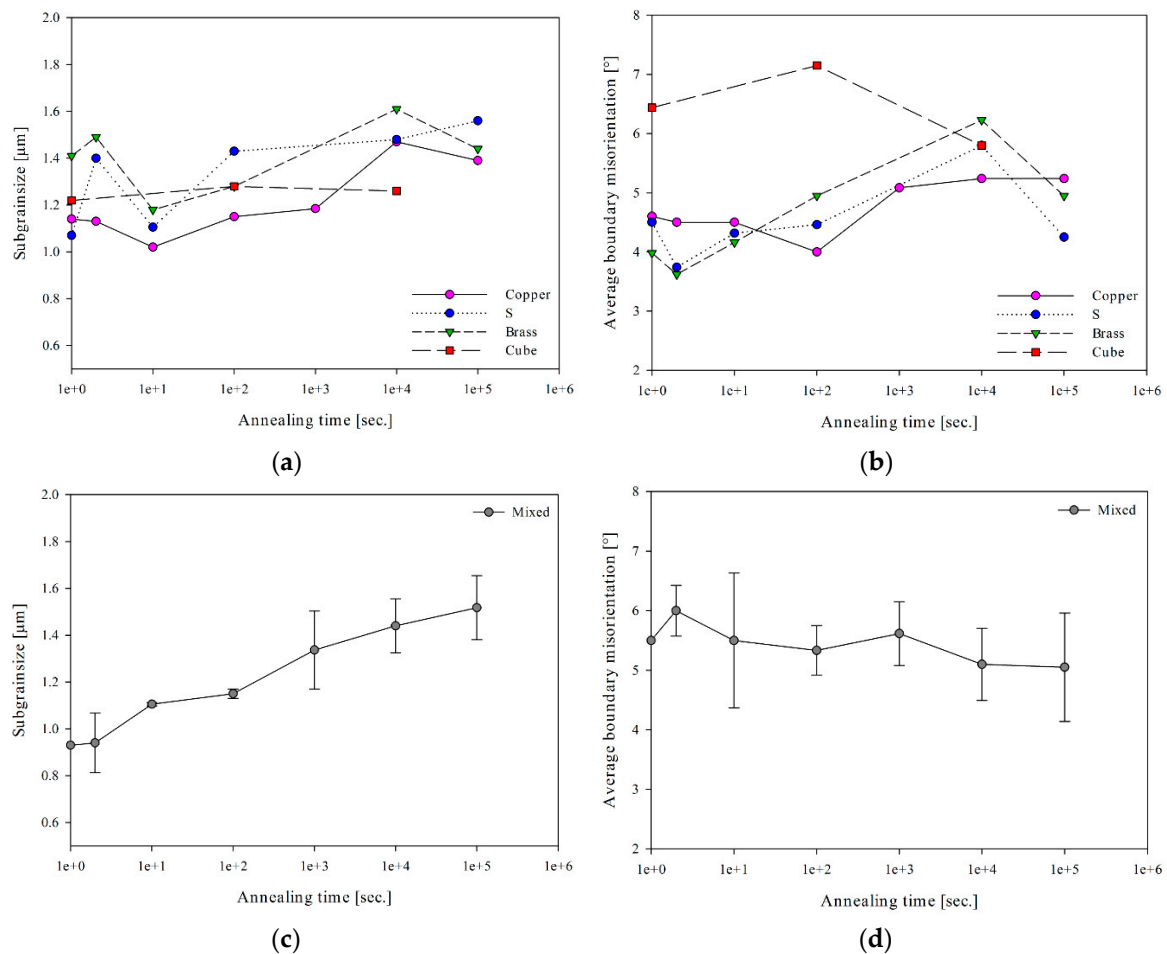 2.0
1.8
1.6
1.4
1.2
1.0
0.8
0.6
Subgrainsize [µm]
Copper
S
Brass
Cube
1e+0 1e+1 1e+2 1e+3 1e+4 1e+5 1e+6
Annealing time [sec.]
(a)
8
7
6
5
4
3
2
Average boundary misorientation [°]
Copper
S
Brass
Cube
1e+0 1e+1 1e+2 1e+3 1e+4 1e+5 1e+6
Annealing time [sec.]
(b)
2.0
1.8
1.6
1.4
1.2
1.0
0.8
0.6
Subgrainsize [µm]
Mixed
1e+0 1e+1 1e+2 1e+3 1e+4 1e+5 1e+6
Annealing time [sec.]
(c)
8
7
6
5
4
3
2
Average boundary misorientation [°]
Mixed
1e+0 1e+1 1e+2 1e+3 1e+4 1e+5 1e+6
Annealing time [sec.]
(d)